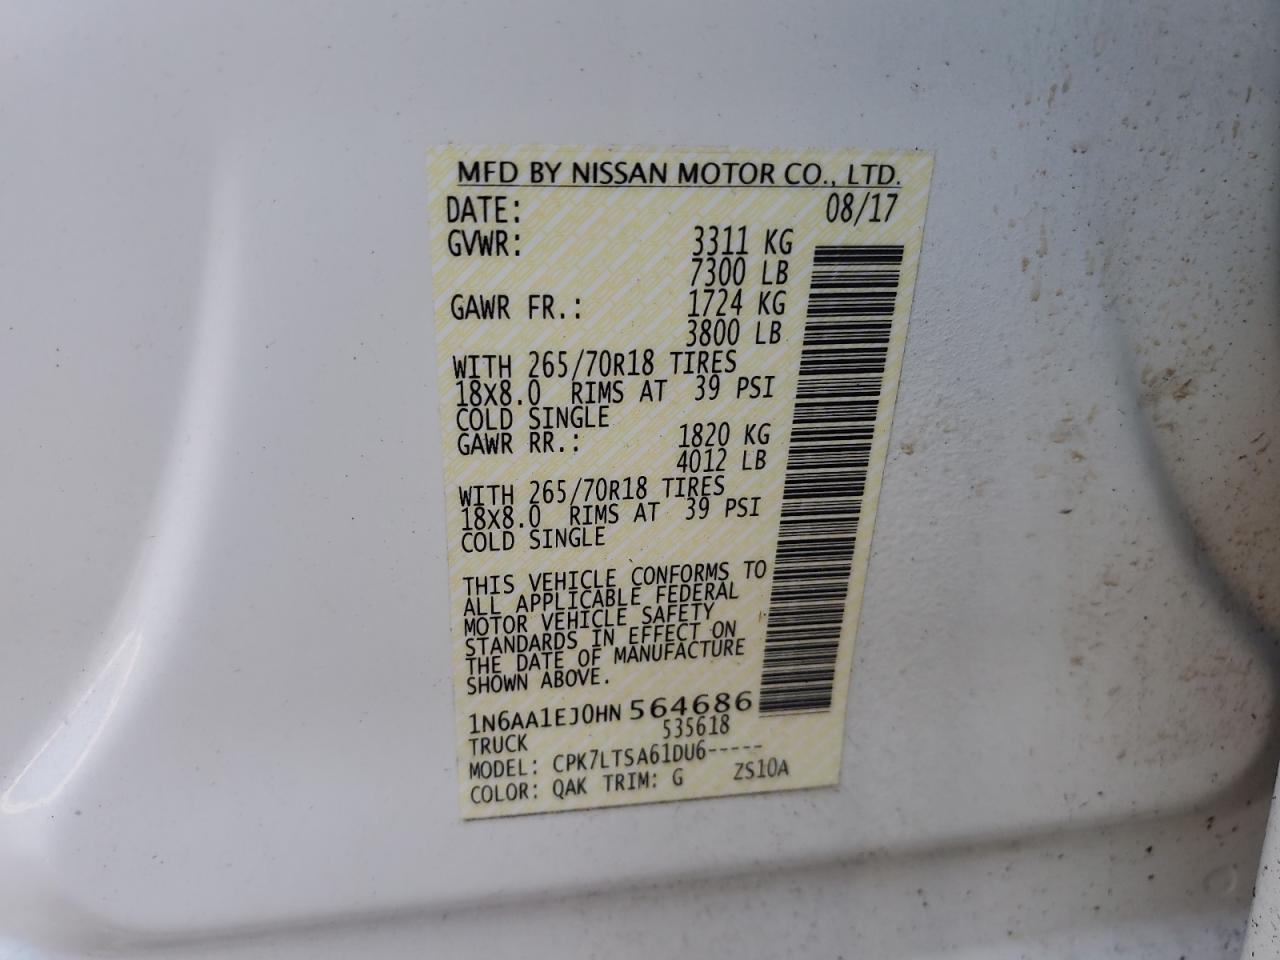 MFD BY NISSAN MOTOR CO., LTD.
DATE: 08/17
GVWR: 3311 KG
7300 LB
GAWR FR.: 1724 KG
3800 LB
WITH 265/70R18 TIRES
18X8.0 RIMS AT 39 PSI
COLD SINGLE
GAWR RR.: 1820 KG
4012 LB
WITH 265/70R18 TIRES
18X8.0 RIMS AT 39 PSI
COLD SINGLE
THIS VEHICLE CONFORMS TO
ALL APPLICABLE FEDERAL
MOTOR VEHICLE SAFETY
STANDARDS IN EFFECT ON
THE DATE OF MANUFACTURE
SHOWN ABOVE.
1N6AA1EJ0HN 564686
TRUCK 535618
MODEL: CPK7LTSA61DU6-----
COLOR: QAK TRIM: G ZS10A